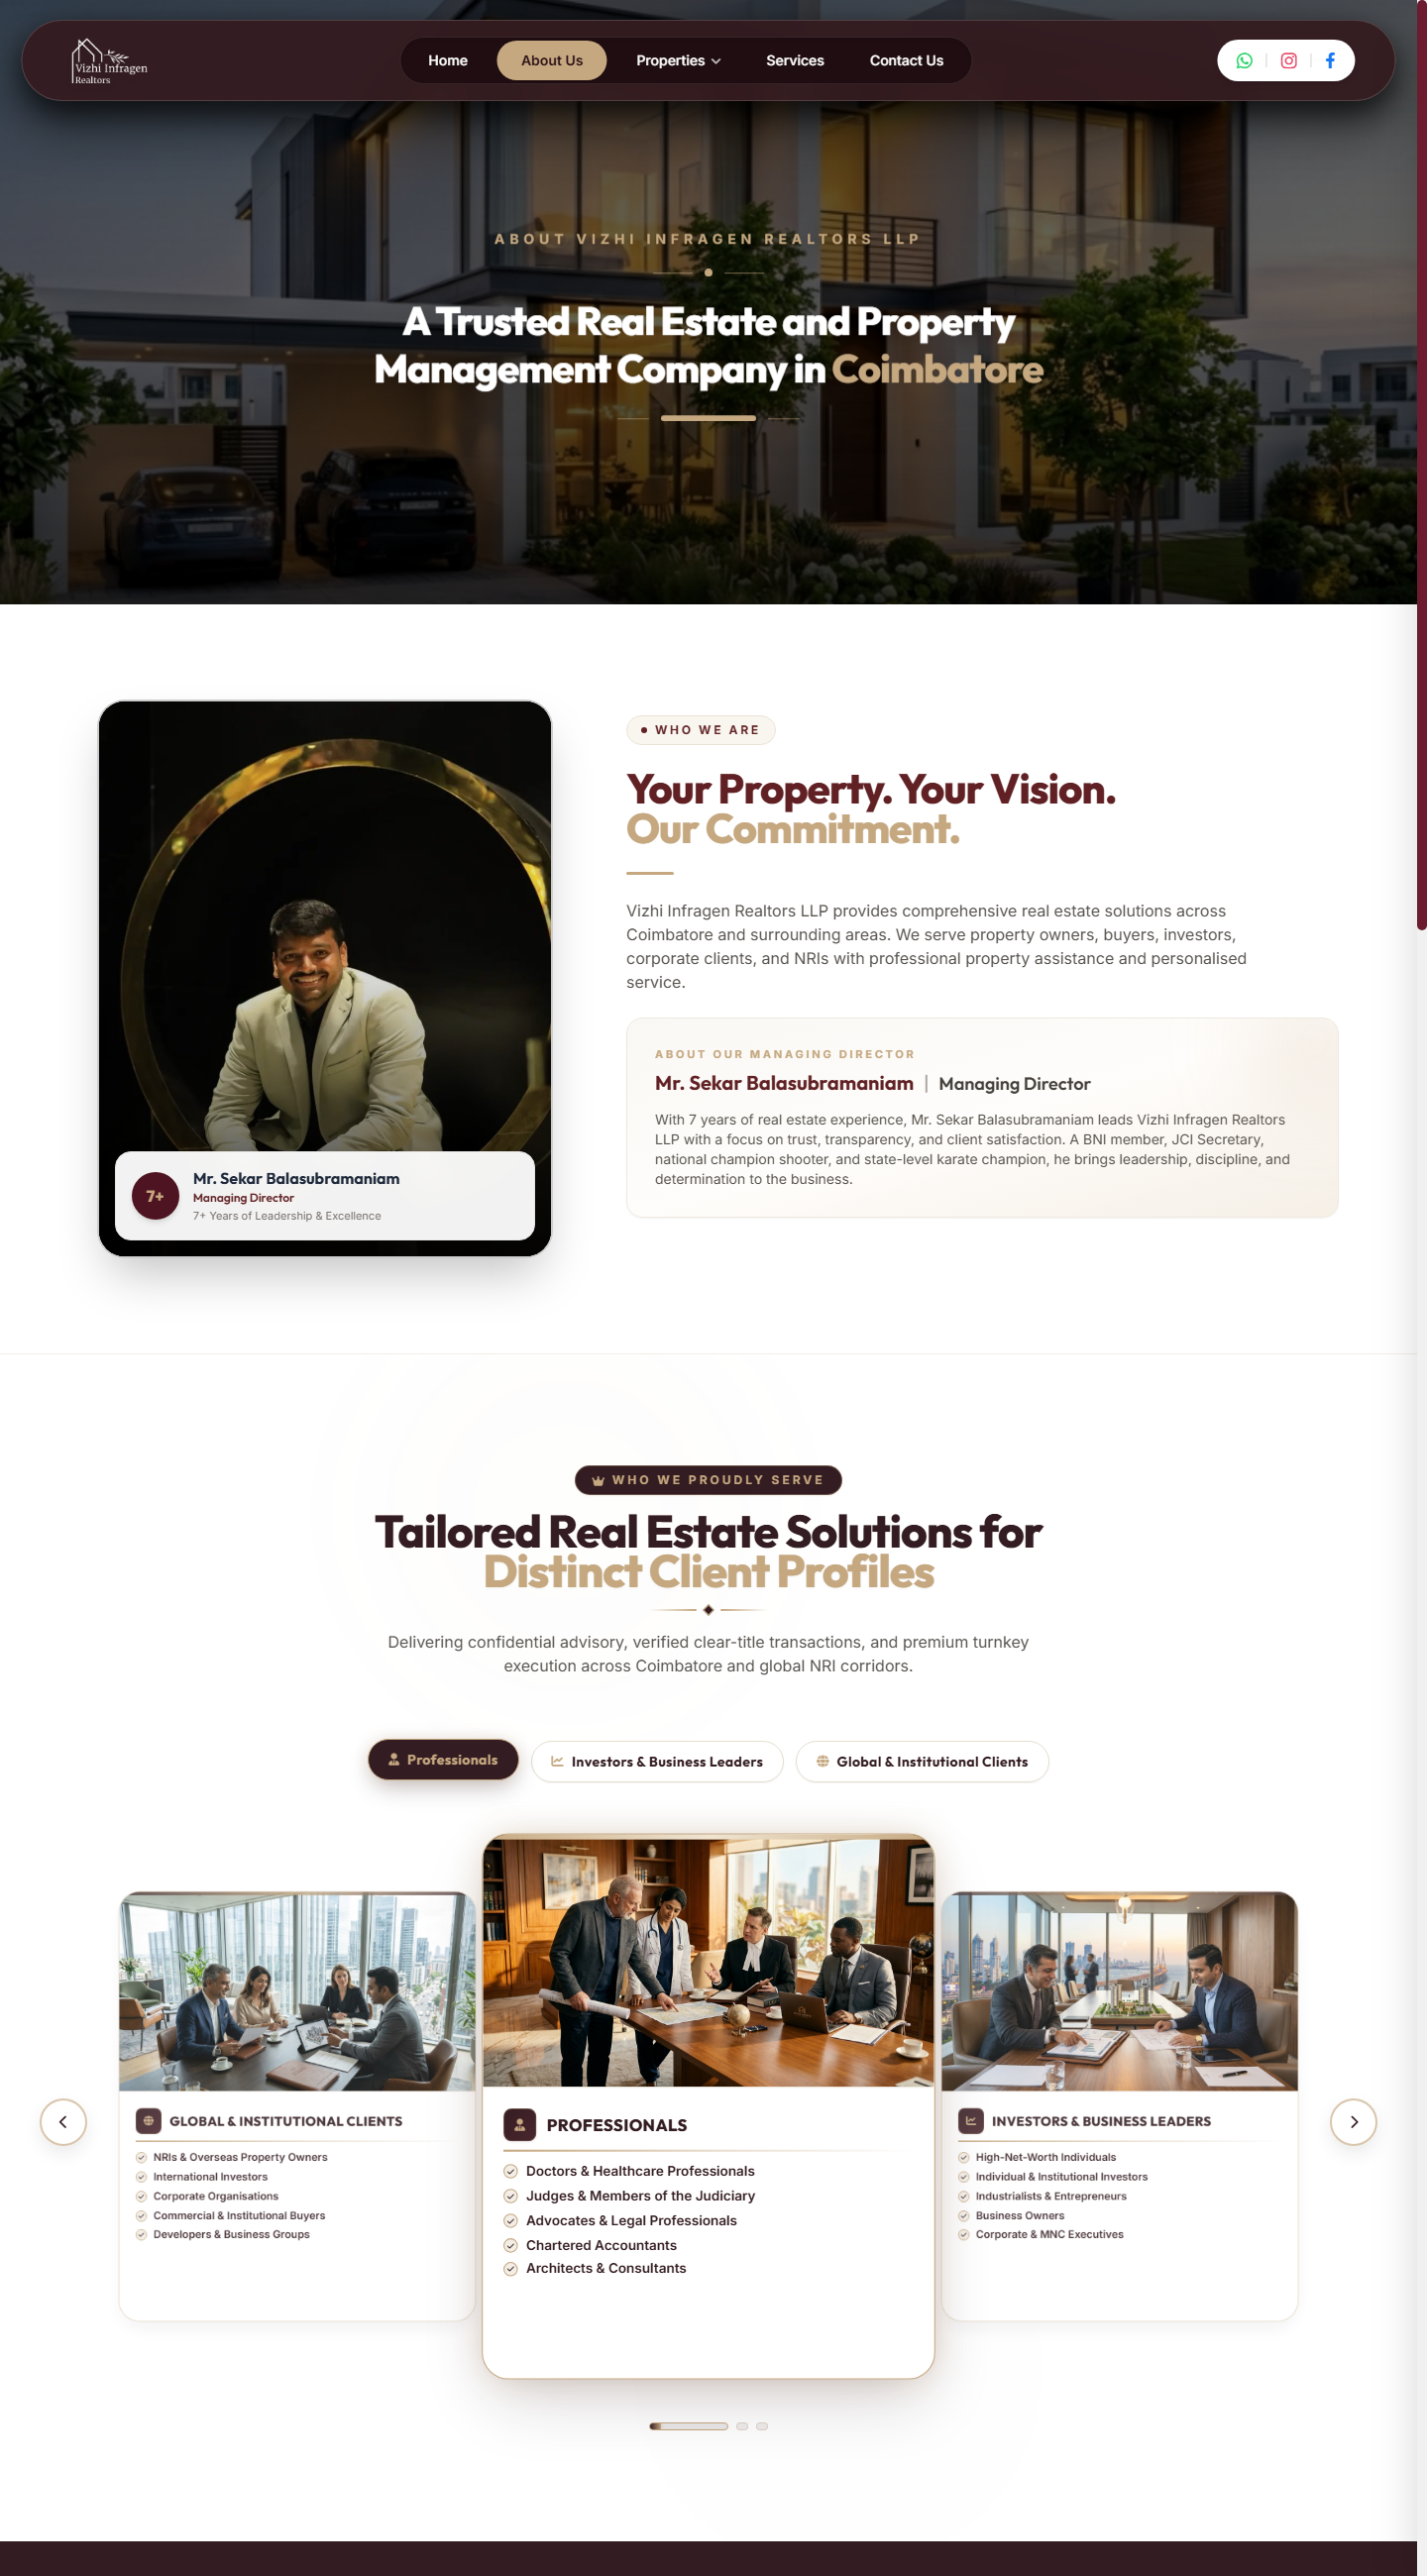 Vizhi Infragen
Realtors
Home
About Us
Properties
Services
Contact Us
ABOUT VIZHI INFRAGEN REALTORS LLP
A Trusted Real Estate and Property
Management Company in Coimbatore
WHO WE ARE
Your Property. Your Vision.
Our Commitment.
Vizhi Infragen Realtors LLP provides comprehensive real estate solutions across
Coimbatore and surrounding areas. We serve property owners, buyers, investors,
corporate clients, and NRIs with professional property assistance and personalised
service.
ABOUT OUR MANAGING DIRECTOR
Mr. Sekar Balasubramaniam | Managing Director
With 7 years of real estate experience, Mr. Sekar Balasubramaniam leads Vizhi Infragen Realtors
LLP with a focus on trust, transparency, and client satisfaction. A BNI member, JCI Secretary,
national champion shooter, and state-level karate champion, he brings leadership, discipline, and
determination to the business.
7+
Mr. Sekar Balasubramaniam
Managing Director
7+ Years of Leadership & Excellence
WHO WE PROUDLY SERVE
Tailored Real Estate Solutions for
Distinct Client Profiles
Delivering confidential advisory, verified clear-title transactions, and premium turnkey
execution across Coimbatore and global NRI corridors.
Professionals
Investors & Business Leaders
Global & Institutional Clients
GLOBAL & INSTITUTIONAL CLIENTS
NRIs & Overseas Property Owners
International Investors
Corporate Organisations
Commercial & Institutional Buyers
Developers & Business Groups
PROFESSIONALS
Doctors & Healthcare Professionals
Judges & Members of the Judiciary
Advocates & Legal Professionals
Chartered Accountants
Architects & Consultants
INVESTORS & BUSINESS LEADERS
High-Net-Worth Individuals
Individual & Institutional Investors
Industrialists & Entrepreneurs
Business Owners
Corporate & MNC Executives